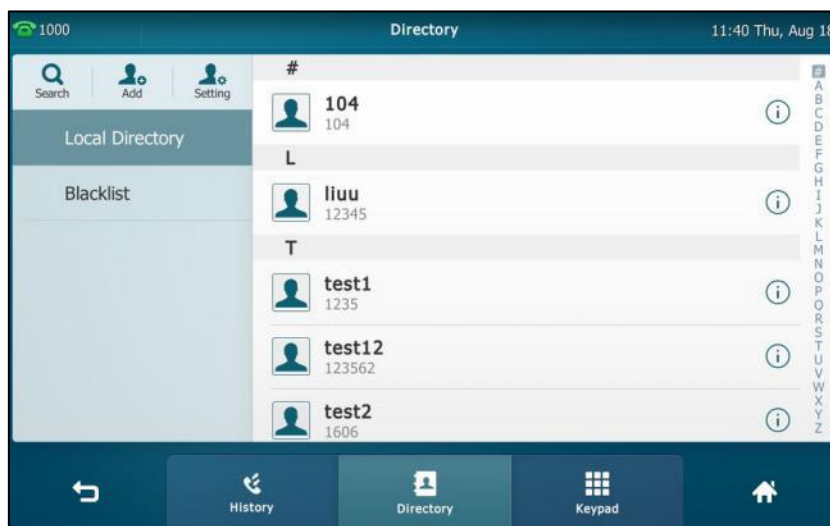 1000
Directory
11:40 Thu, Aug 18
Search
Add
Setting
Local Directory
Blacklist
#
104
104
L
liuu
12345
T
test1
1235
test12
123562
test2
1606
#
A
B
C
D
E
F
G
H
I
J
K
L
M
N
O
P
Q
R
S
T
U
V
W
X
Y
Z
History
Directory
Keypad